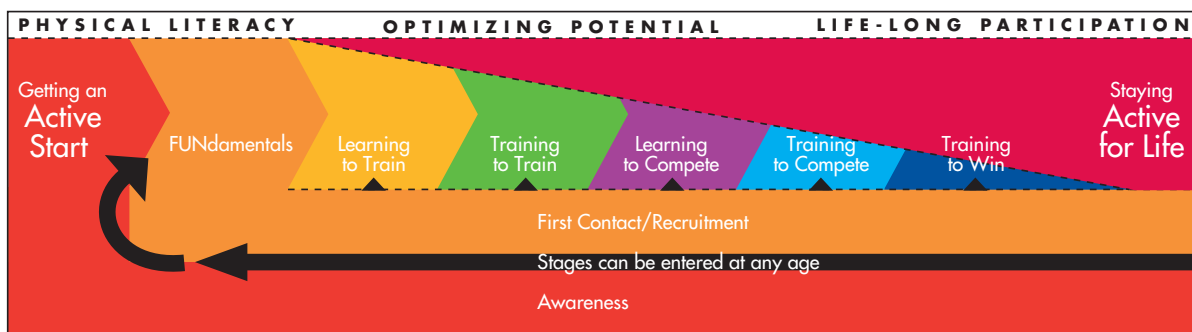 PHYSICAL LITERACY OPTIMIZING POTENTIAL LIFE-LONG PARTICIPATION
Getting an
Active
Start
FUNdamentals
Learning
to Train
Training
to Train
Learning
to Compete
Training
to Compete
Training
to Win
Staying
Active
for Life
First Contact/Recruitment
Stages can be entered at any age
Awareness